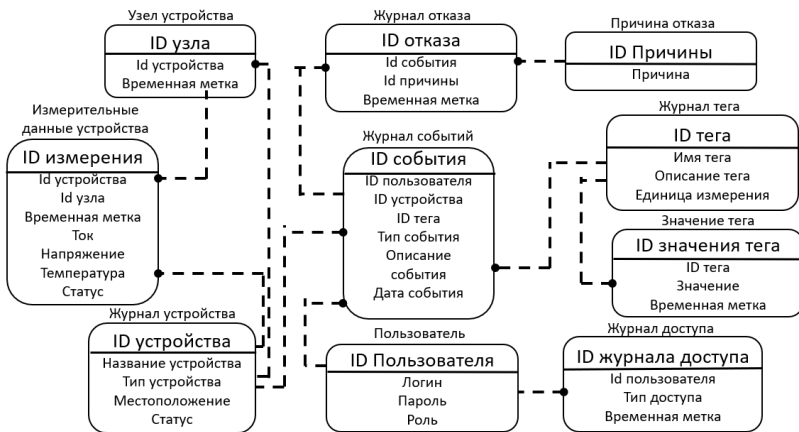 Узел устройства
ID узла
Id устройства
Временная метка
Журнал отказа
ID отказа
Id события
Id причины
Временная метка
Причина отказа
ID Причины
Причина
Измерительные
данные устройства
ID измерения
Id устройства
Id узла
Временная метка
Ток
Напряжение
Температура
Статус
Журнал событий
ID события
ID пользователя
ID устройства
ID тега
Тип события
Описание
события
Дата события
Журнал тега
ID тега
Имя тега
Описание тега
Единица измерения
Значение тега
ID значения тега
ID тега
Значение
Временная метка
Журнал устройства
ID устройства
Название устройства
Тип устройства
Местоположение
Статус
Пользователь
ID Пользователя
Логин
Пароль
Роль
Журнал доступа
ID журнала доступа
Id пользователя
Тип доступа
Временная метка